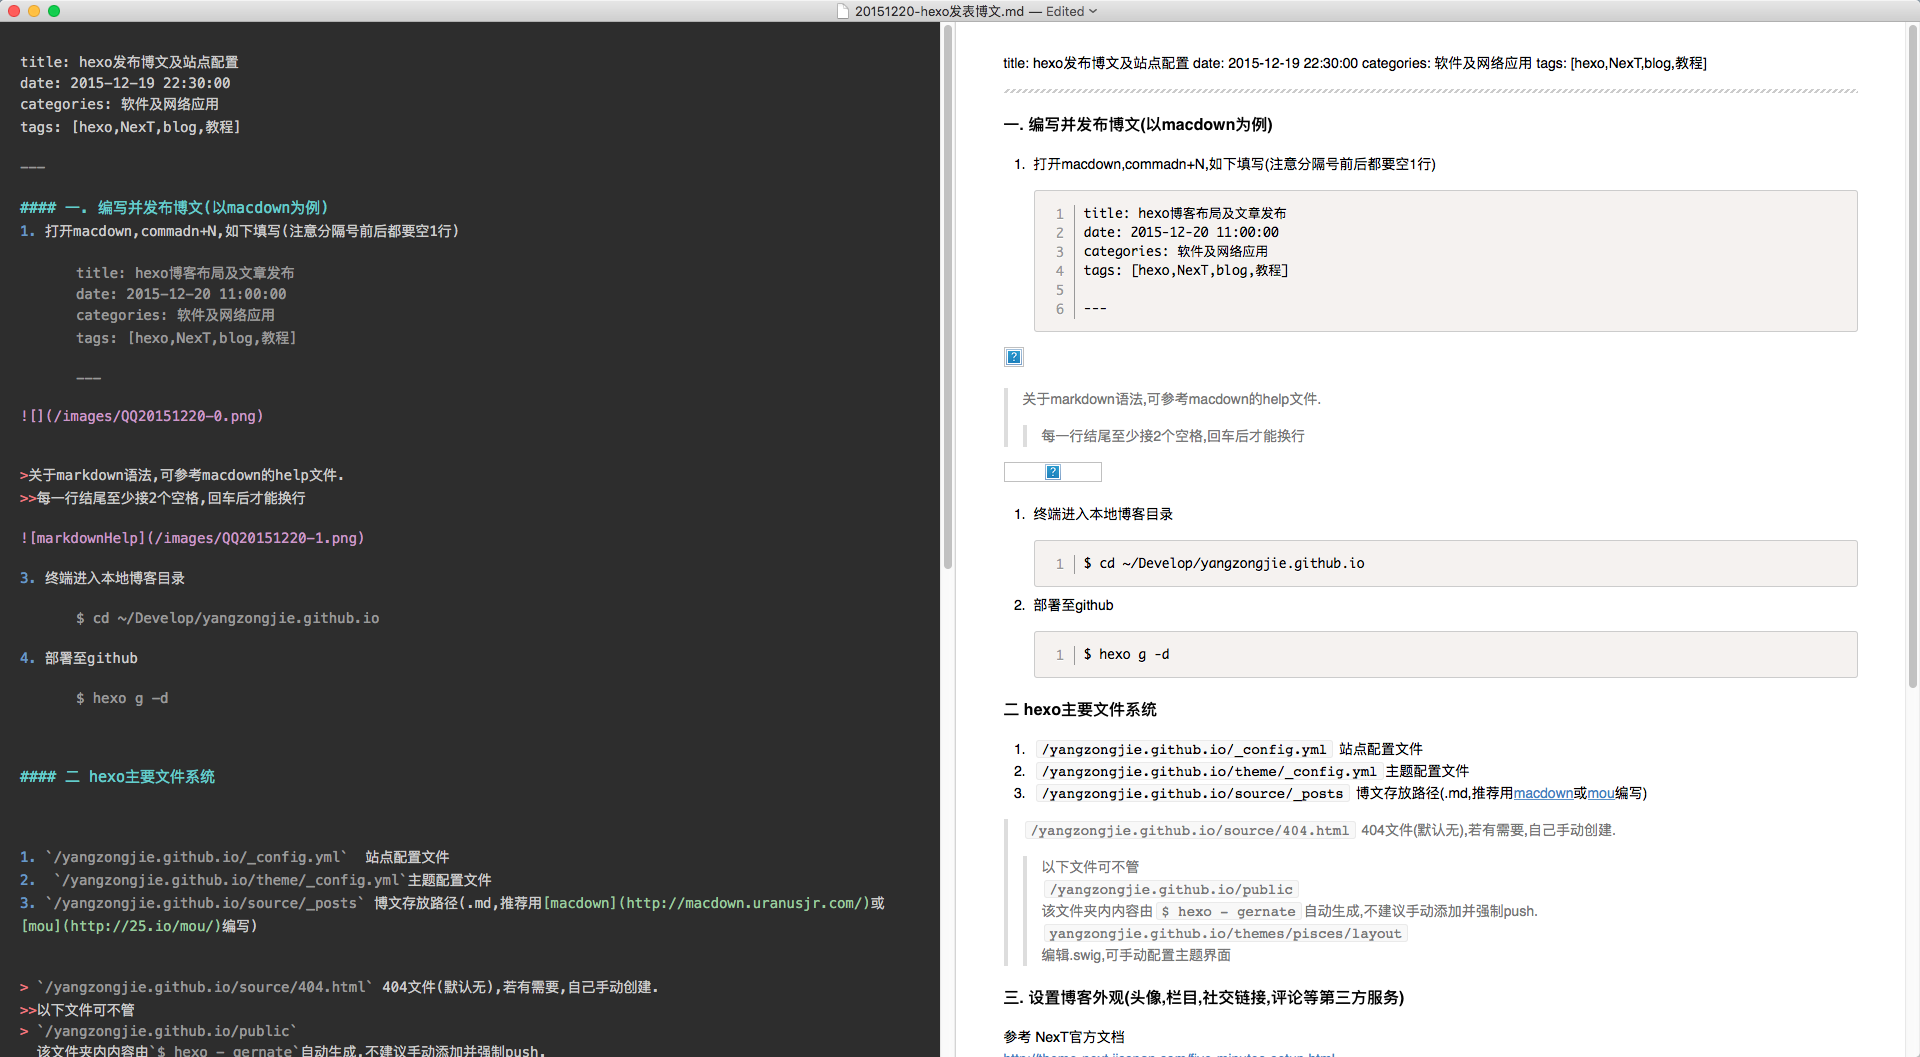 20151220-hexo发表博文.md — Edited
title: hexo发布博文及站点配置
date: 2015-12-19 22:30:00
categories: 软件及网络应用
tags: [hexo,NexT,blog,教程]
---
#### 一. 编写并发布博文(以macdown为例)
1. 打开macdown,commadn+N,如下填写(注意分隔号前后都要空1行)
title: hexo博客布局及文章发布
date: 2015-12-20 11:00:00
categories: 软件及网络应用
tags: [hexo,NexT,blog,教程]
---
![](/images/QQ20151220-0.png)
>关于markdown语法,可参考macdown的help文件.
>>每一行结尾至少接2个空格,回车后才能换行
![markdownHelp](/images/QQ20151220-1.png)
3. 终端进入本地博客目录
$ cd ~/Develop/yangzongjie.github.io
4. 部署至github
$ hexo g -d
#### 二 hexo主要文件系统
1. `/yangzongjie.github.io/_config.yml`  站点配置文件
2.  `/yangzongjie.github.io/theme/_config.yml`主题配置文件
3. `/yangzongjie.github.io/source/_posts` 博文存放路径(.md,推荐用[macdown](http://macdown.uranusjr.com/)或
[mou](http://25.io/mou/)编写)
> `/yangzongjie.github.io/source/404.html` 404文件(默认无),若有需要,自己手动创建.
>>以下文件可不管
> `/yangzongjie.github.io/public`
该文件夹内内容由`$ hexo - gernate`自动生成,不建议手动添加并强制push.
title: hexo发布博文及站点配置 date: 2015-12-19 22:30:00 categories: 软件及网络应用 tags: [hexo,NexT,blog,教程]
一. 编写并发布博文(以macdown为例)
1. 打开macdown,commadn+N,如下填写(注意分隔号前后都要空1行)
1 title: hexo博客布局及文章发布
2 date: 2015-12-20 11:00:00
3 categories: 软件及网络应用
4 tags: [hexo,NexT,blog,教程]
5
6 ---
?
关于markdown语法,可参考macdown的help文件.
每一行结尾至少接2个空格,回车后才能换行
?
1. 终端进入本地博客目录
1 $ cd ~/Develop/yangzongjie.github.io
2. 部署至github
1 $ hexo g -d
二 hexo主要文件系统
1. /yangzongjie.github.io/_config.yml 站点配置文件
2. /yangzongjie.github.io/theme/_config.yml 主题配置文件
3. /yangzongjie.github.io/source/_posts 博文存放路径(.md,推荐用macdown或mou编写)
/yangzongjie.github.io/source/404.html 404文件(默认无),若有需要,自己手动创建.
以下文件可不管
/yangzongjie.github.io/public
该文件夹内内容由 $ hexo - gernate 自动生成,不建议手动添加并强制push.
yangzongjie.github.io/themes/pisces/layout
编辑.swig,可手动配置主题界面
三. 设置博客外观(头像,栏目,社交链接,评论等第三方服务)
参考 NexT官方文档